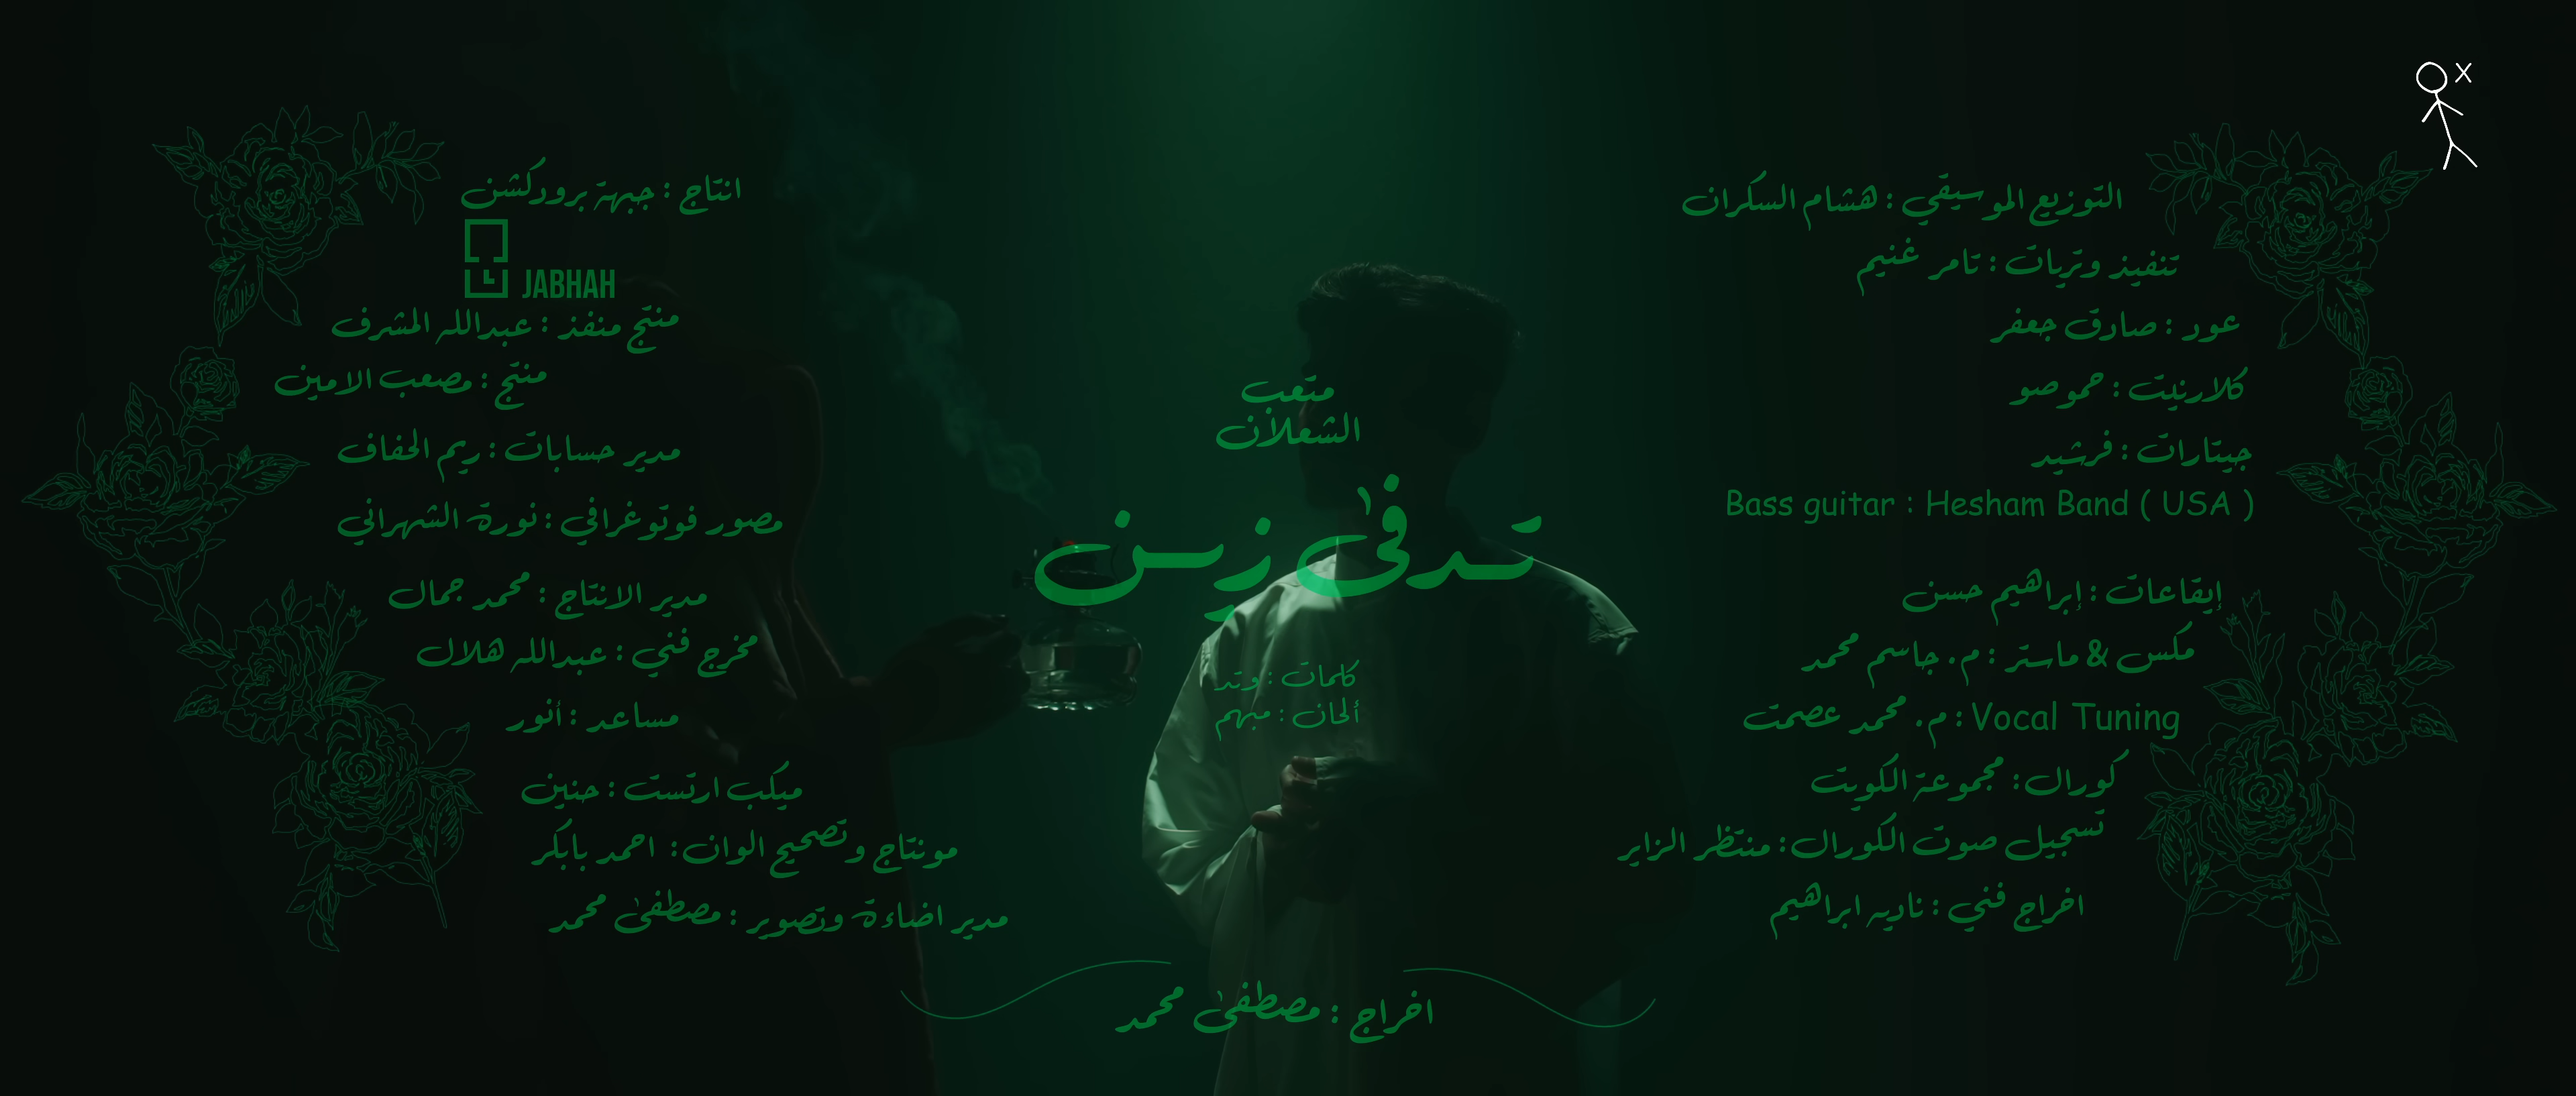 متعب
الشعلان
تدفى زين
كلمات : وتد
ألحان : مبهم
التوزيع الموسيقي : هشام السكران
تنفيذ وتريات : تامر غنيم
عود : صادق جعفر
كلارنيت : حمو صو
جيتارات : فرشيد
Bass guitar : Hesham Band ( USA )
إيقاعات : إبراهيم حسن
مكس & ماستر : م. جاسم محمد
Vocal Tuning : م. محمد عصمت
كورال: مجموعة الكويت
تسجيل صوت الكورال: منتظر الزاير
اخراج فني : ناديه ابراهيم
انتاج : جبهة برودكشن
JABHAH
منتج منفذ : عبدالله المشرف
منتج : مصعب الامين
مدير حسابات : ريم الخفاف
مصور فوتوغرافي : نورة الشهراني
مدير الانتاج : محمد جمال
مخرج فني : عبدالله هلال
مساعد : أنور
ميكب ارتست : حنين
مونتاج وتصحيح الوان : احمد بابكر
مدير اضاءة وتصوير : مصطفى محمد
اخراج : مصطفى محمد